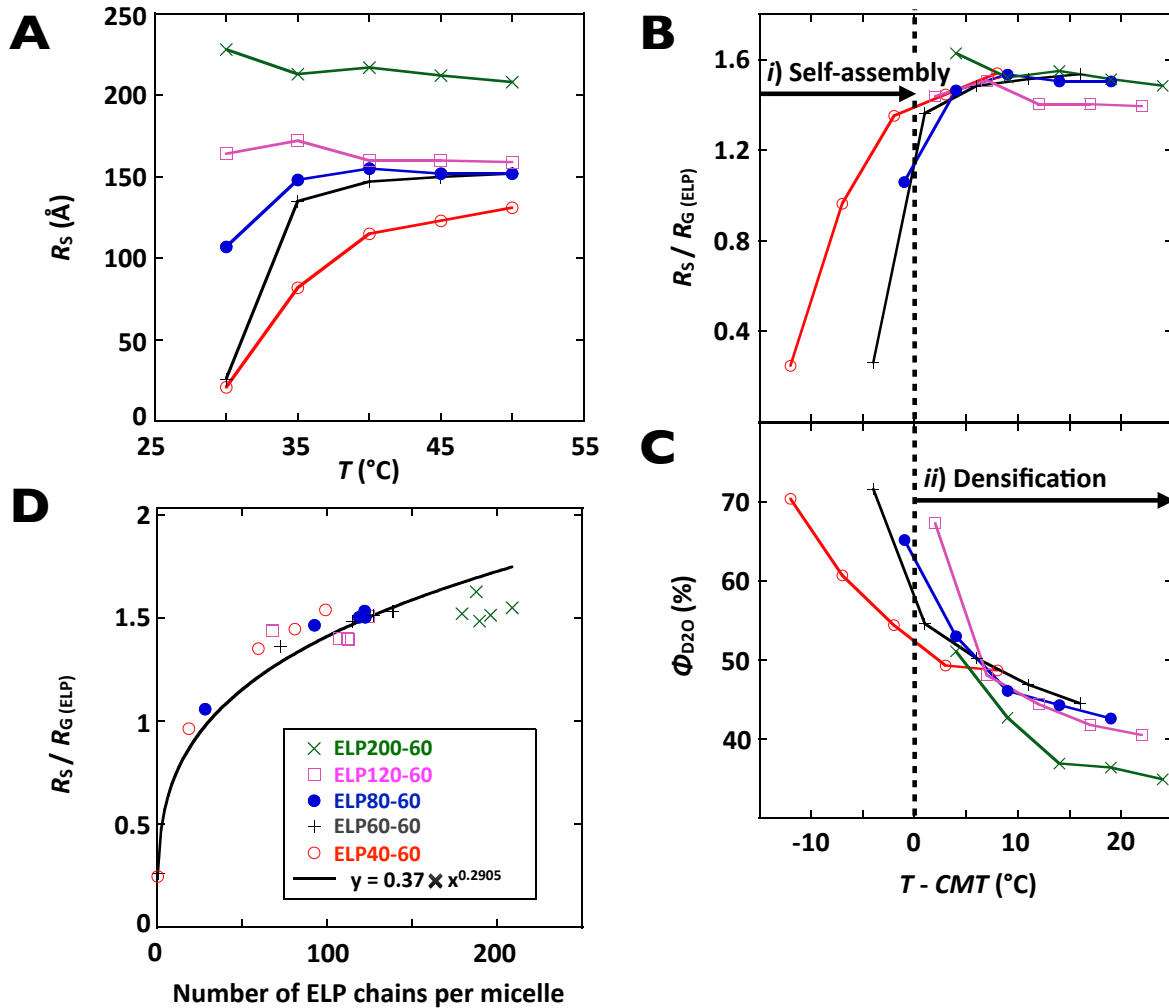 A
250
200
150
100
50
0
R_S (Å)
25
35
45
55
T (°C)
B
1.6
1.2
0.8
0.4
R_S / R_G (ELP)
i) Self-assembly
C
70
60
50
40
Φ_D2O (%)
ii) Densification
-10
0
10
20
T - CMT (°C)
D
2
1.5
1
0.5
0
R_S / R_G (ELP)
ELP200-60
ELP120-60
ELP80-60
ELP60-60
ELP40-60
y = 0.37 × x^0.2905
0
100
200
Number of ELP chains per micelle